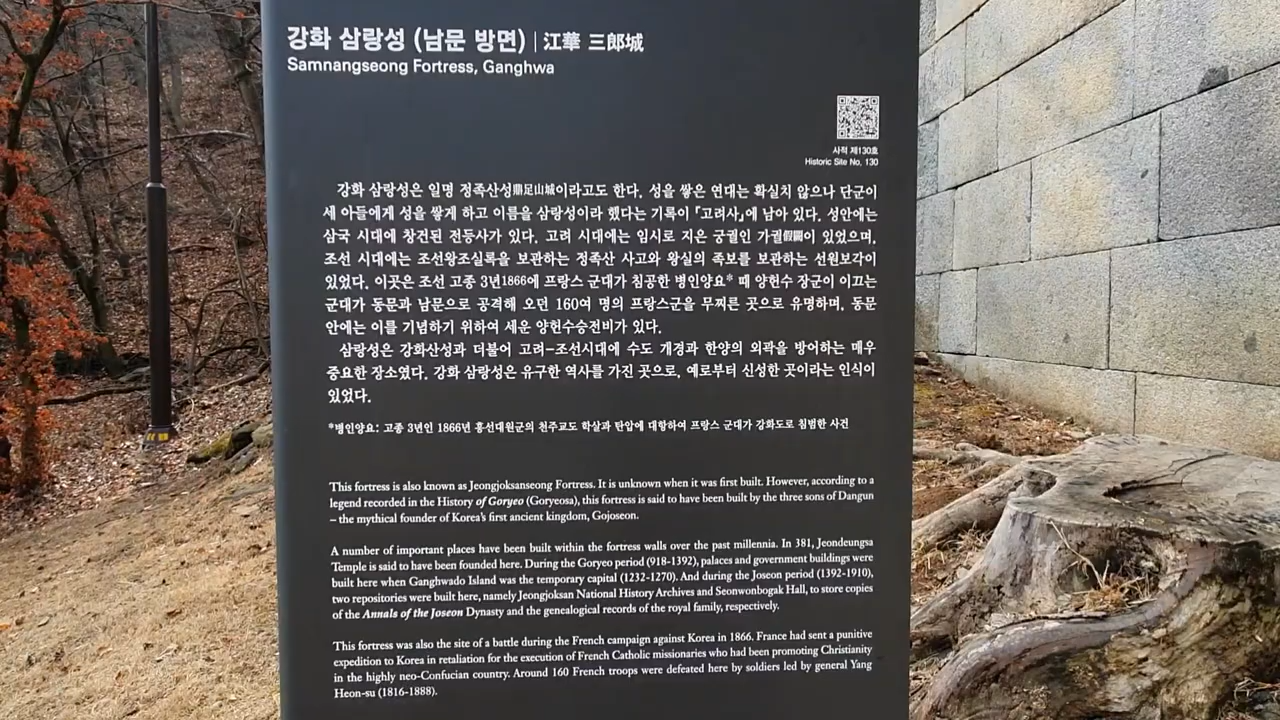 강화 삼랑성 (남문 방면) | 江華 三郎城
Samnangseong Fortress, Ganghwa
사적 제130호
Historic Site No. 130
강화 삼랑성은 일명 정족산성鼎足山城이라고도 한다. 성을 쌓은 연대는 확실치 않으나 단군이
세 아들에게 성을 쌓게 하고 이름을 삼랑성이라 했다는 기록이 「고려사」에 남아 있다. 성안에는
삼국 시대에 창건된 전등사가 있다. 고려 시대에는 임시로 지은 궁궐인 가궐假闕이 있었으며,
조선 시대에는 조선왕조실록을 보관하는 정족산 사고와 왕실의 족보를 보관하는 선원보각이
있었다. 이곳은 조선 고종 3년1866에 프랑스 군대가 침공한 병인양요* 때 양헌수 장군이 이끄는
군대가 동문과 남문으로 공격해 오던 160여 명의 프랑스군을 무찌른 곳으로 유명하며, 동문
안에는 이를 기념하기 위하여 세운 양헌수승전비가 있다.
삼랑성은 강화산성과 더불어 고려-조선시대에 수도 개경과 한양의 외곽을 방어하는 매우
중요한 장소였다. 강화 삼랑성은 유구한 역사를 가진 곳으로, 예로부터 신성한 곳이라는 인식이
있었다.
*병인양요: 고종 3년인 1866년 흥선대원군의 천주교도 학살과 탄압에 대항하여 프랑스 군대가 강화도로 침범한 사건
This fortress is also known as Jeongjoksanseong Fortress. It is unknown when it was first built. However, according to a
legend recorded in the History of Goryeo (Goryeosa), this fortress is said to have been built by the three sons of Dangun
– the mythical founder of Korea's first ancient kingdom, Gojoseon.
A number of important places have been built within the fortress walls over the past millennia. In 381, Jeondeungsa
Temple is said to have been founded here. During the Goryeo period (918-1392), palaces and government buildings were
built here when Ganghwado Island was the temporary capital (1232-1270). And during the Joseon period (1392-1910),
two repositories were built here, namely Jeongjoksan National History Archives and Seonwonbogak Hall, to store copies
of the Annals of the Joseon Dynasty and the genealogical records of the royal family, respectively.
This fortress was also the site of a battle during the French campaign against Korea in 1866. France had sent a punitive
expedition to Korea in retaliation for the execution of French Catholic missionaries who had been promoting Christianity
in the highly neo-Confucian country. Around 160 French troops were defeated here by soldiers led by general Yang
Heon-su (1816-1888).